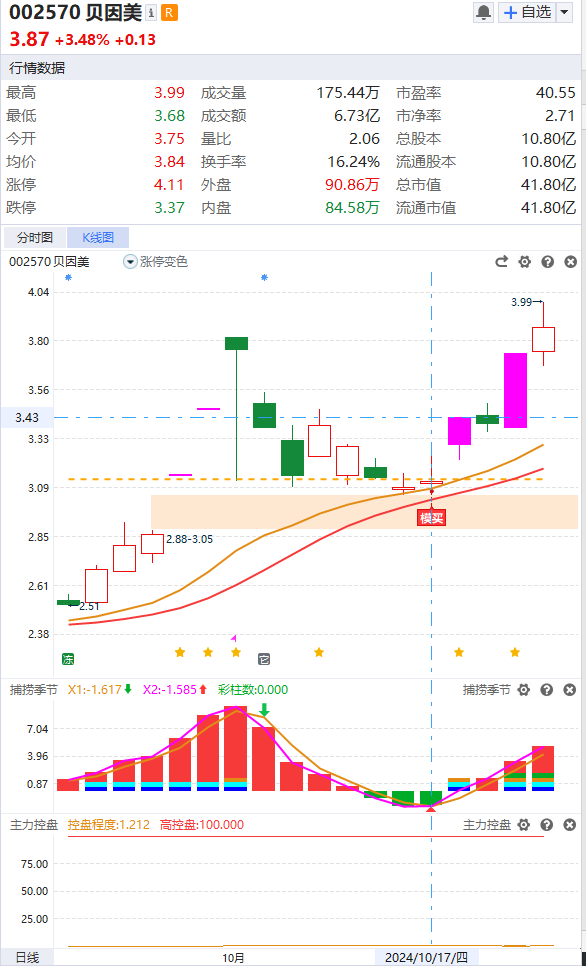 002570 贝因美 R
自选
3.87 +3.48% +0.13
行情数据
最高 3.99 成交量 175.44万 市盈率 40.55
最低 3.68 成交额 6.73亿 市净率 2.71
今开 3.75 量比 2.06 总股本 10.80亿
均价 3.84 换手率 16.24% 流通股本 10.80亿
涨停 4.11 外盘 90.86万 总市值 41.80亿
跌停 3.37 内盘 84.58万 流通市值 41.80亿
分时图 K线图
002570 贝因美 涨停变色
4.04
3.99
3.80
3.56
3.43
3.33
3.09
模买
2.88-3.05
2.85
2.61
2.51
2.38
冻 它
捕捞季节 X1:-1.617 X2:-1.585 彩柱数:0.000 捕捞季节
7.04
3.96
0.87
主力控盘 控盘程度:1.212 高控盘:100.000 主力控盘
75.00
50.00
25.00
日线 10月 2024/10/17/四